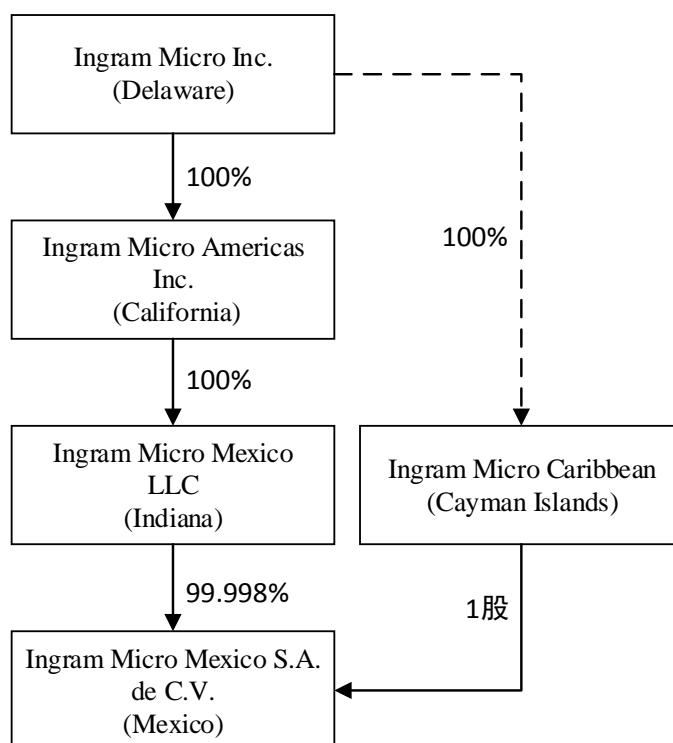 Ingram Micro Inc.
(Delaware)
100%
Ingram Micro Americas
Inc.
(California)
100%
100%
Ingram Micro Mexico
LLC
(Indiana)
Ingram Micro Caribbean
(Cayman Islands)
99.998%
1股
Ingram Micro Mexico S.A.
de C.V.
(Mexico)